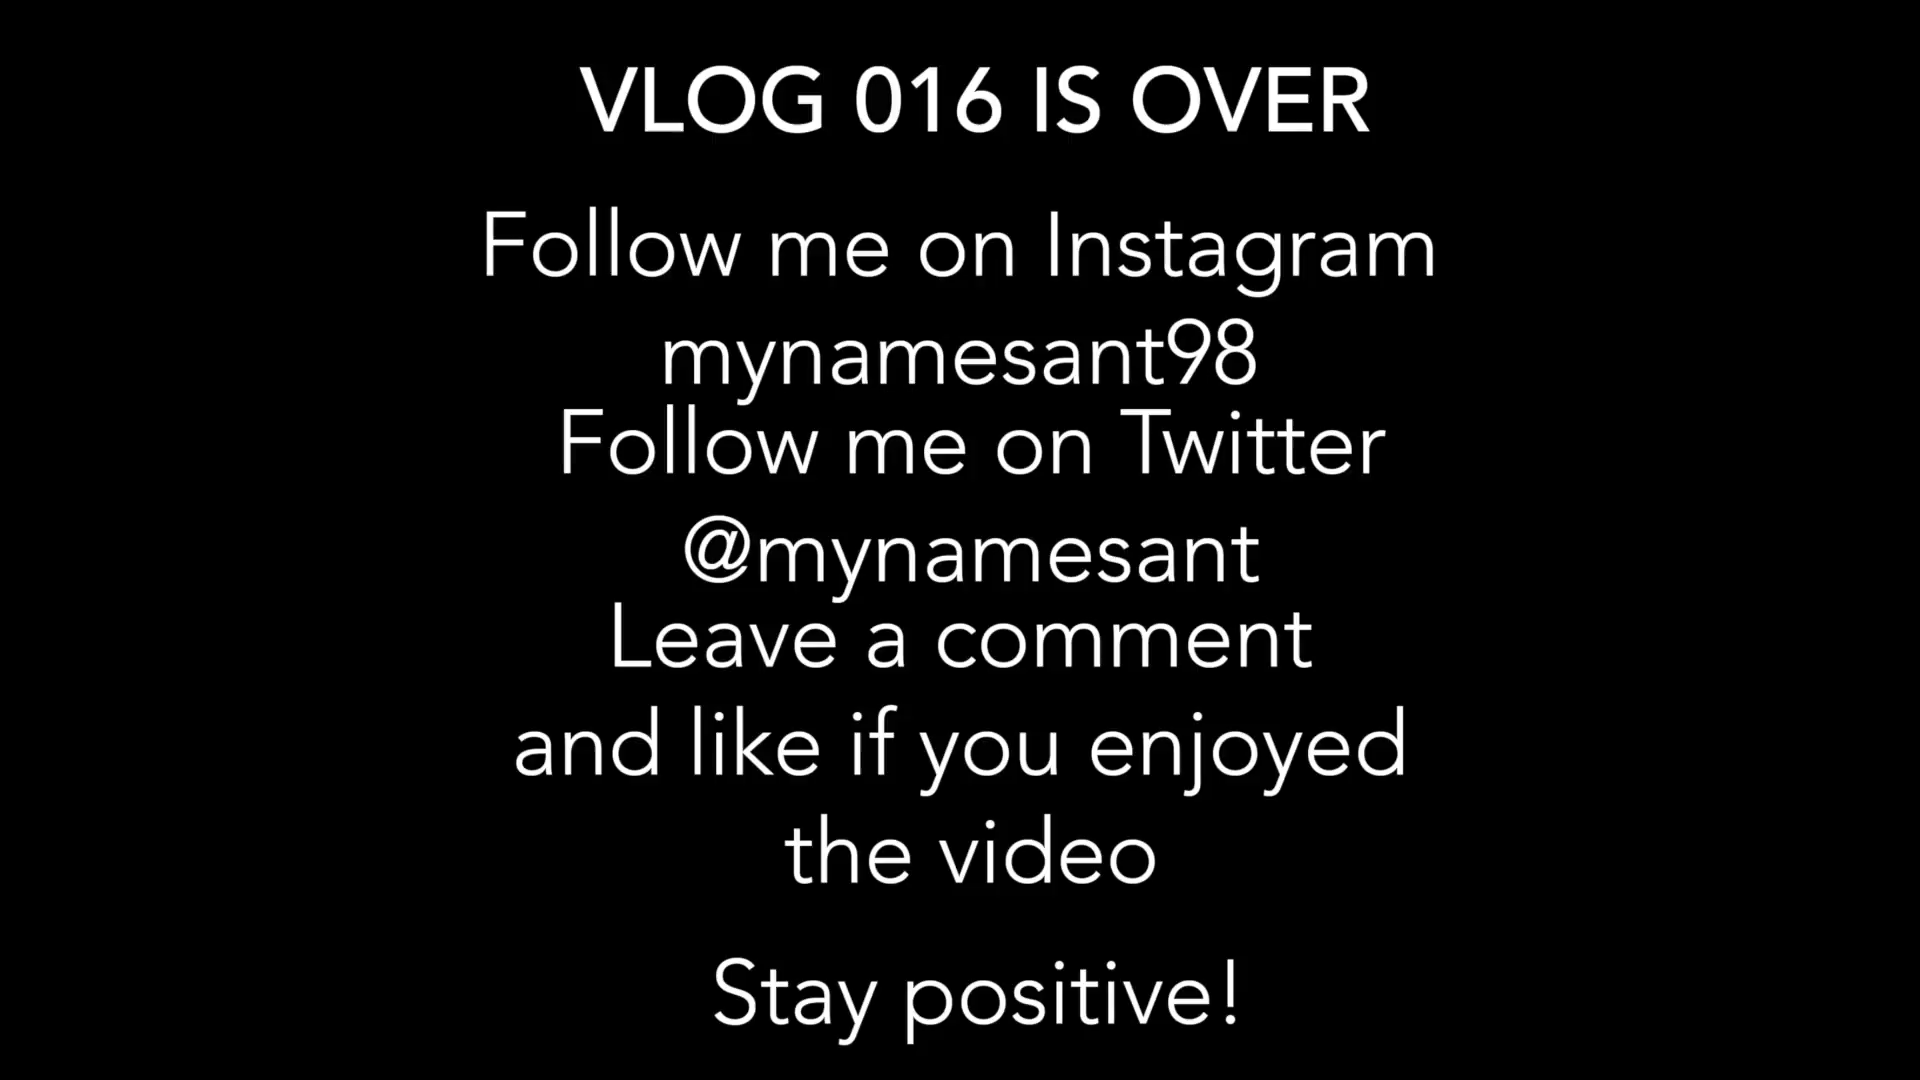 VLOG 016 IS OVER
Follow me on Instagram
mynamesant98
Follow me on Twitter
@mynamesant
Leave a comment
and like if you enjoyed
the video
Stay positive!